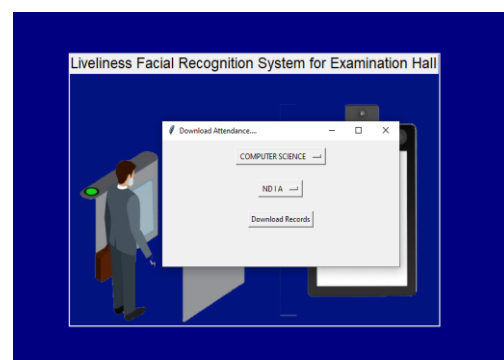 Liveliness Facial Recognition System for Examination Hall
Download Attendance....
COMPUTER SCIENCE
ND I A
Download Records